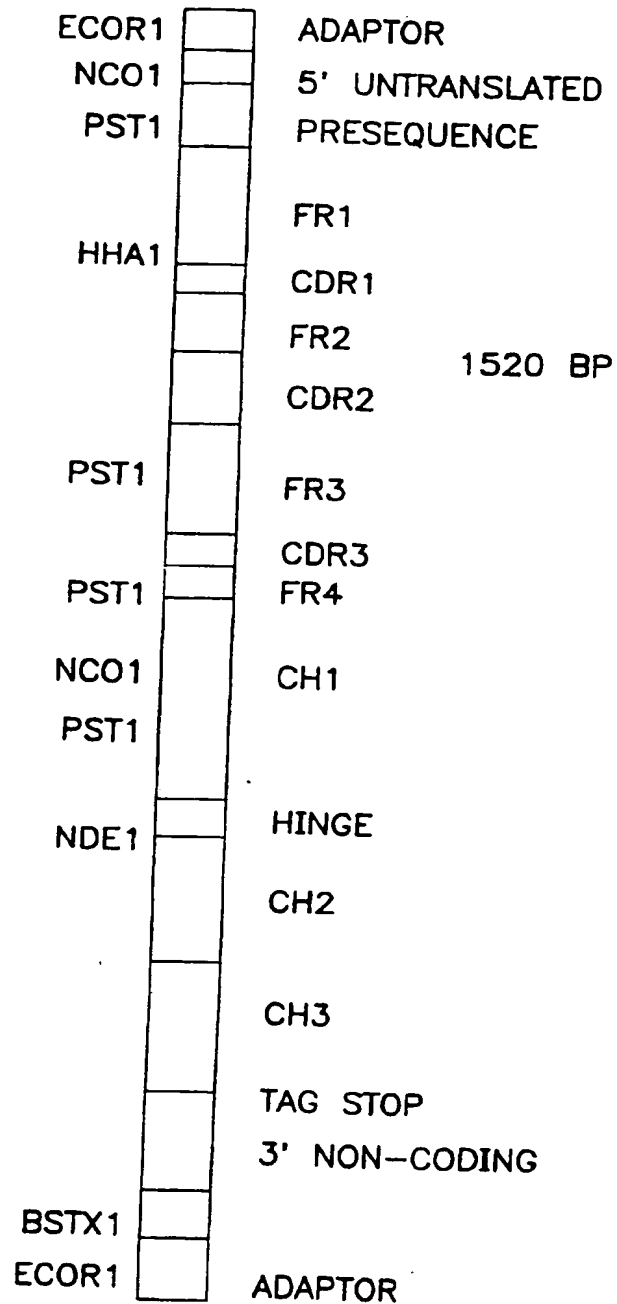 ECOR1 ADAPTOR
NCO1 5' UNTRANSLATED
PST1 PRESEQUENCE
FR1
HHA1
CDR1
FR2
1520 BP
CDR2
PST1 FR3
CDR3
PST1 FR4
NCO1 CH1
PST1
HINGE
NDE1
CH2
CH3
TAG STOP
3' NON-CODING
BSTX1
ECOR1 ADAPTOR